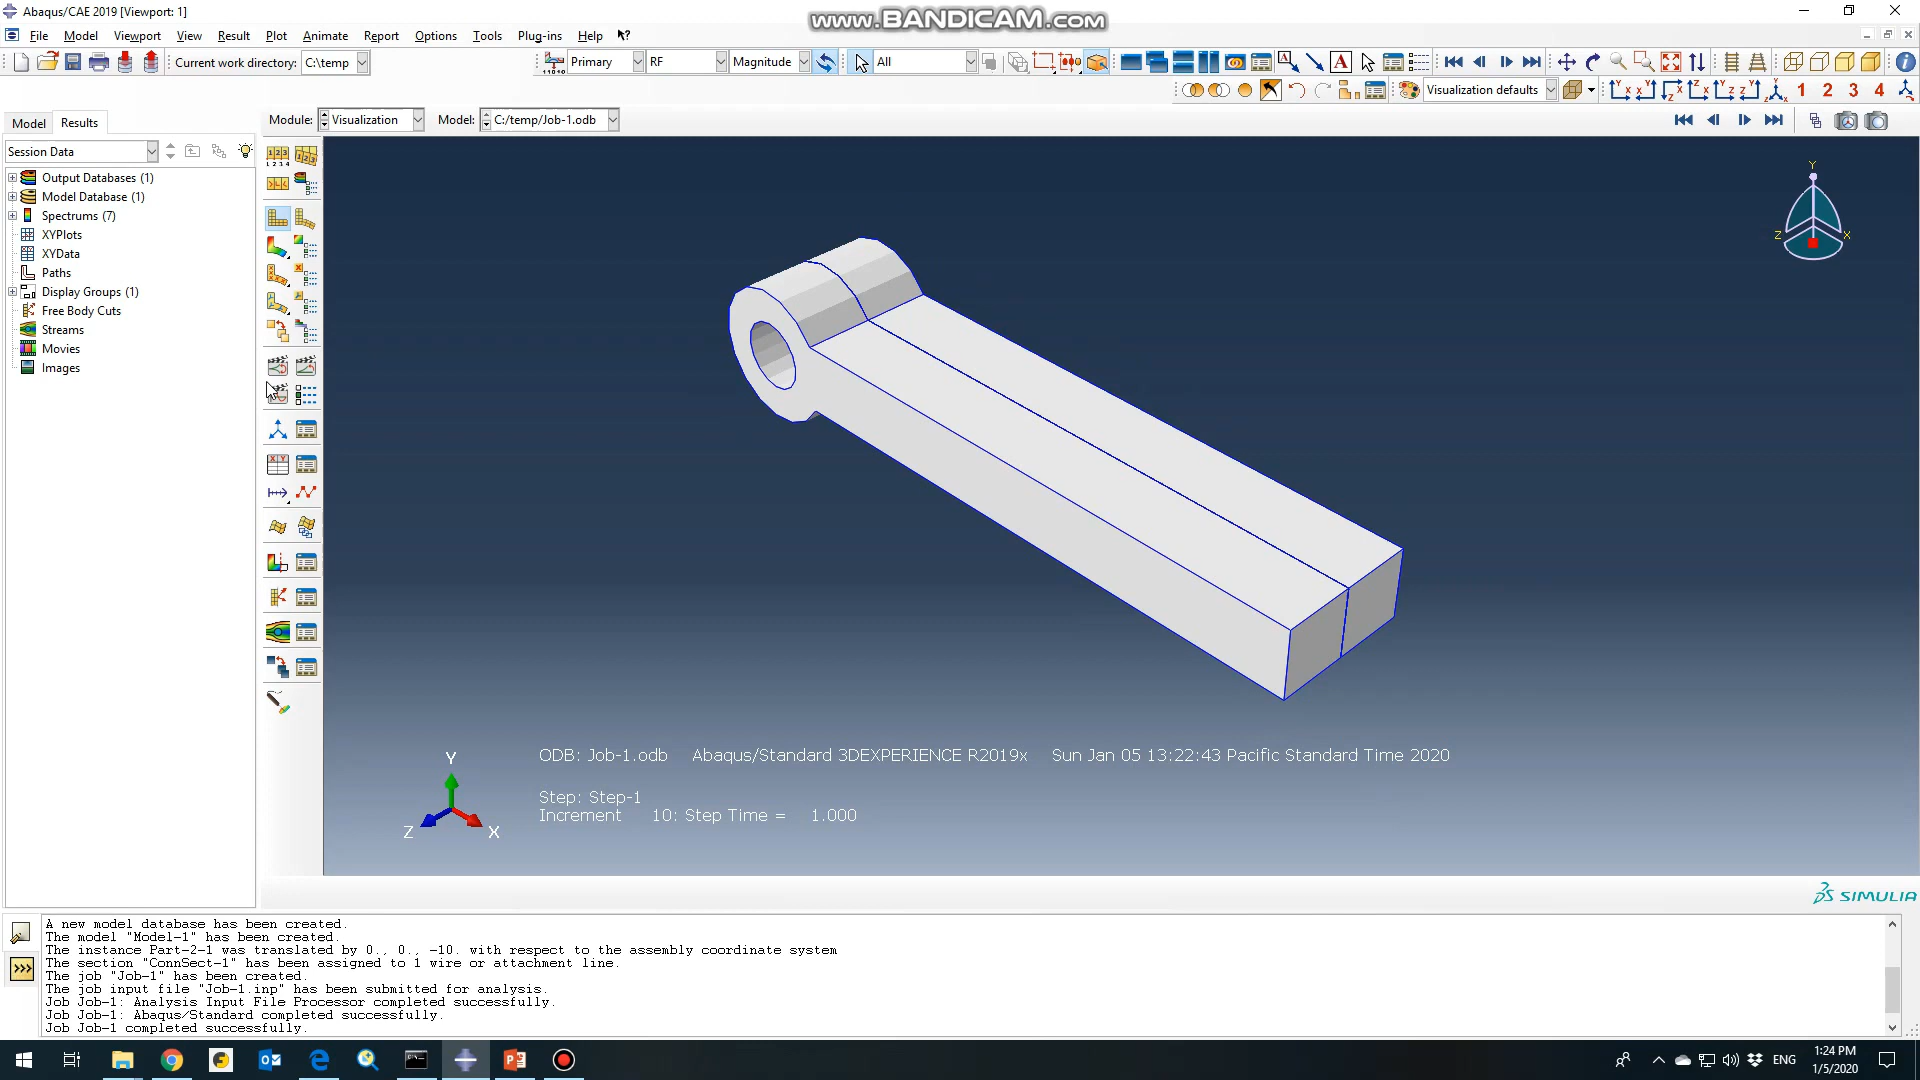 Abaqus/CAE 2019 [Viewport: 1]
www.BANDICAM.com
File Model Viewport View Result Plot Animate Report Options Tools Plug-ins Help
Current work directory: C:\temp
Primary RF Magnitude All
Visualization defaults
1 2 3 4
Model Results
Module: Visualization Model: C:/temp/Job-1.odb
Session Data
Output Databases (1)
Model Database (1)
Spectrums (7)
XYPlots
XYData
Paths
Display Groups (1)
Free Body Cuts
Streams
Movies
Images
Y
Z
X
Y
Z
X
ODB: Job-1.odb Abaqus/Standard 3DEXPERIENCE R2019x Sun Jan 05 13:22:43 Pacific Standard Time 2020
Step: Step-1
Increment 10: Step Time = 1.000
SIMULIA
A new model database has been created.
The model "Model-1" has been created.
The instance Part-2-1 was translated by 0., 0., -10. with respect to the assembly coordinate system
The section "ConnSect-1" has been assigned to 1 wire or attachment line.
The job "Job-1" has been created.
The job input file "Job-1.inp" has been submitted for analysis.
Job Job-1: Analysis Input File Processor completed successfully.
Job Job-1: Abaqus/Standard completed successfully.
Job Job-1 completed successfully.
ENG
1:24 PM
1/5/2020